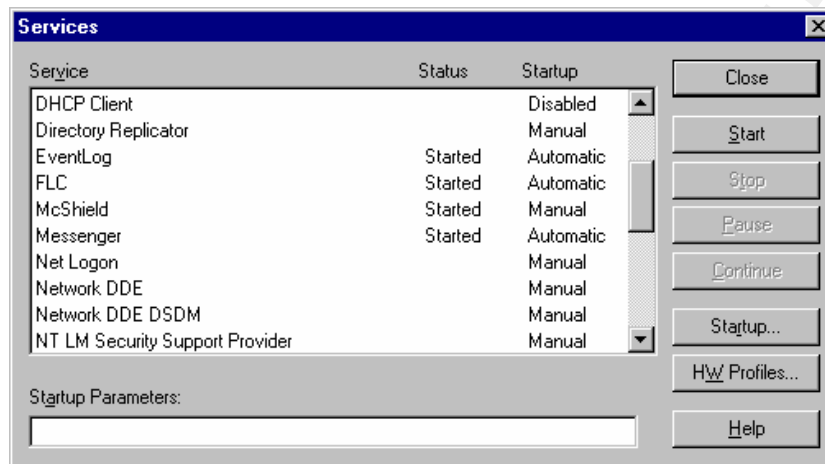 Services
Service Status Startup
DHCP Client Disabled
Directory Replicator Manual
EventLog Started Automatic
FLC Started Automatic
McShield Started Manual
Messenger Started Automatic
Net Logon Manual
Network DDE Manual
Network DDE DSDM Manual
NT LM Security Support Provider Manual
Startup Parameters:
Close
Start
Stop
Pause
Continue
Startup...
HW Profiles...
Help